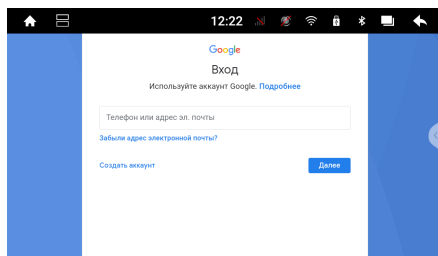 12:22
Google
Вход
Используйте аккаунт Google. Подробнее
Телефон или адрес эл. почты
Забыли адрес электронной почты?
Создать аккаунт
Далее